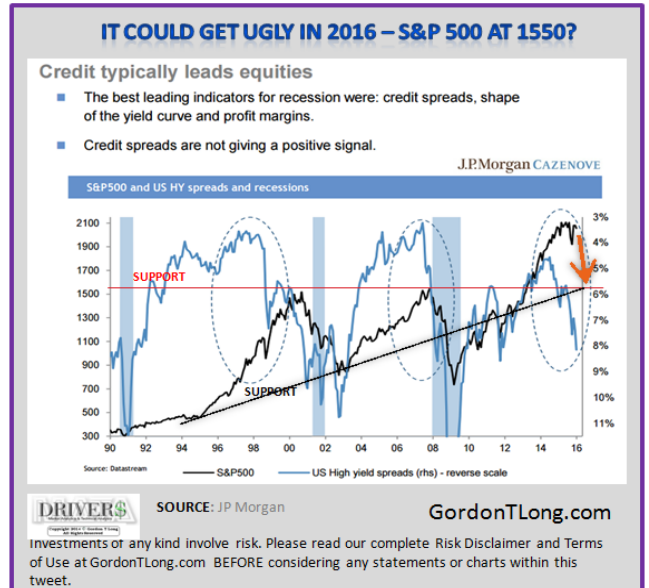 IT COULD GET UGLY IN 2016 – S&P 500 AT 1550?
Credit typically leads equities
■ The best leading indicators for recession were: credit spreads, shape
of the yield curve and profit margins.
■ Credit spreads are not giving a positive signal.
J.P.Morgan CAZENOVE
S&P500 and US HY spreads and recessions
2100
1900
1700
1500
1300
1100
900
700
500
300
3%
4%
5%
6%
7%
8%
9%
10%
11%
SUPPORT
SUPPORT
90 92 94 96 98 00 02 04 06 08 10 12 14 16
Source: Datastream
S&P500
US High yield spreads (rhs) - reverse scale
DRIVER$
SOURCE: JP Morgan
GordonTLong.com
Investments of any kind involve risk. Please read our complete Risk Disclaimer and Terms
of Use at GordonTLong.com BEFORE considering any statements or charts within this
tweet.